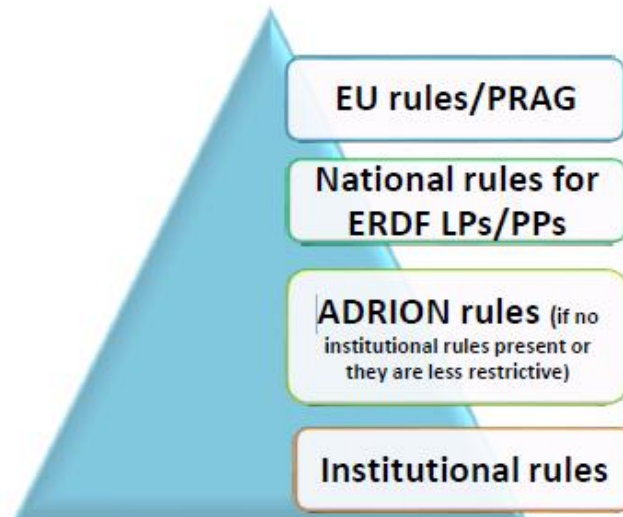 EU rules/PRAG
National rules for
ERDF LPs/PPs
ADRION rules (if no
institutional rules present or
they are less restrictive)
Institutional rules